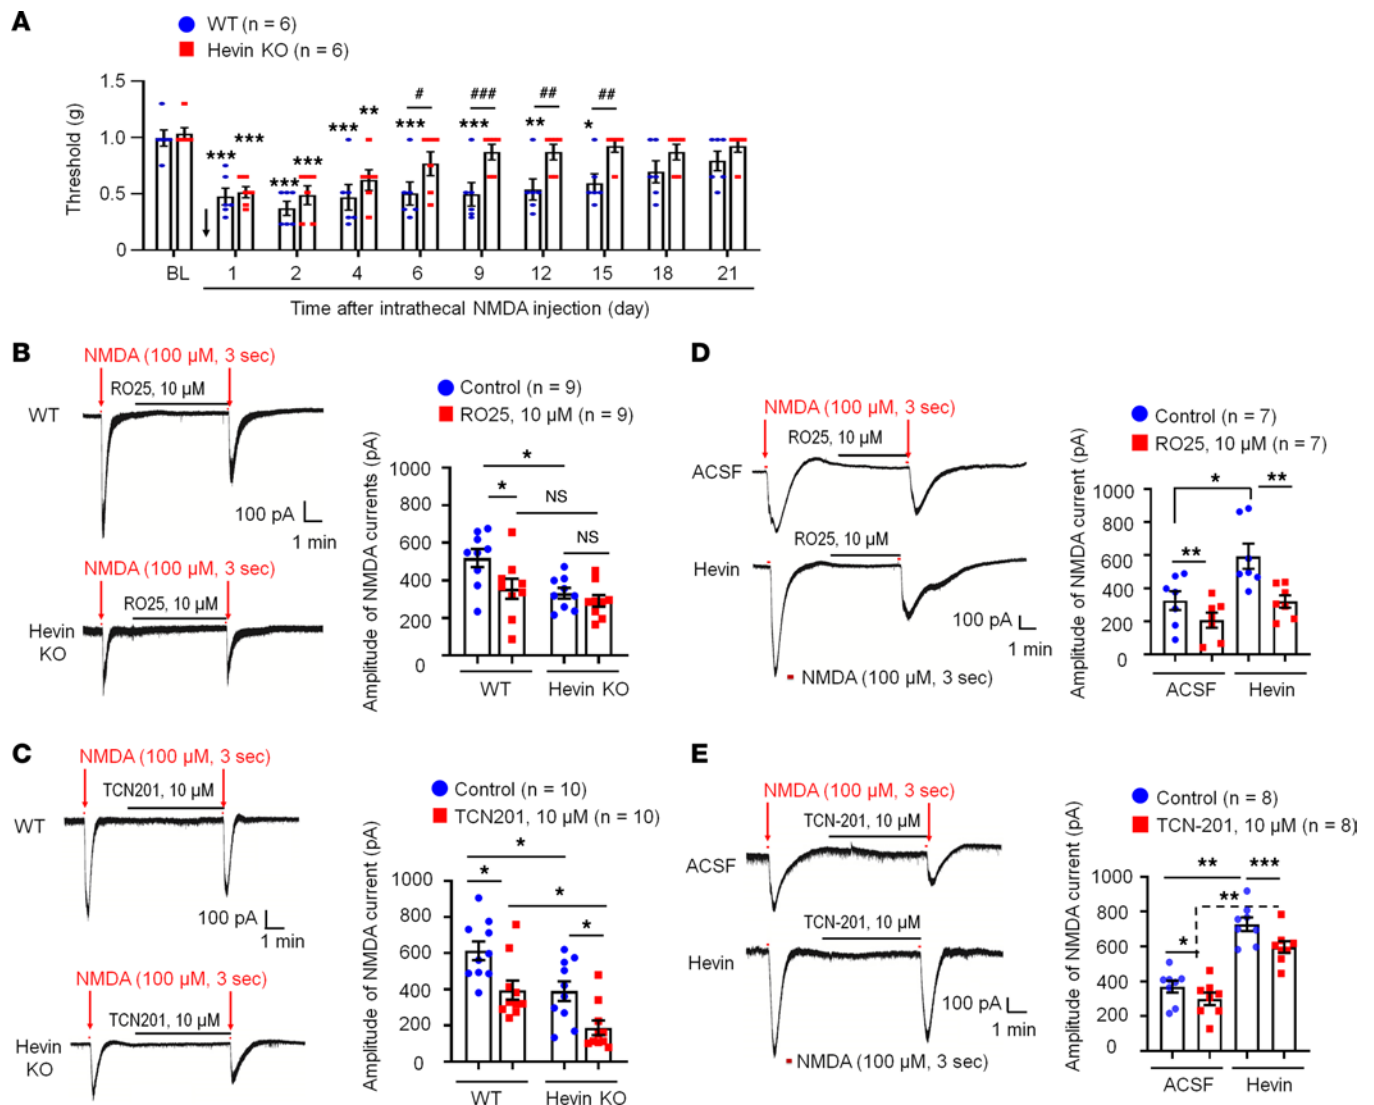 A
WT (n = 6)
Hevin KO (n = 6)
Threshold (g)
1.5
1.0
0.5
0
*** *** *** *** *** ** *** # *** ### ** ## * ##
BL 1 2 4 6 9 12 15 18 21
Time after intrathecal NMDA injection (day)
B
NMDA (100 µM, 3 sec)
RO25, 10 µM
WT
100 pA
1 min
NMDA (100 µM, 3 sec)
RO25, 10 µM
Hevin
KO
Control (n = 9)
RO25, 10 µM (n = 9)
Amplitude of NMDA currents (pA)
1000
800
600
400
200
0
*
*
NS
NS
WT Hevin KO
D
NMDA (100 µM, 3 sec)
RO25, 10 µM
ACSF
RO25, 10 µM
Hevin
100 pA
1 min
NMDA (100 µM, 3 sec)
Control (n = 7)
RO25, 10 µM (n = 7)
Amplitude of NMDA current (pA)
1000
800
600
400
200
0
* **
**
ACSF Hevin
C
NMDA (100 µM, 3 sec)
TCN201, 10 µM
WT
100 pA
1 min
NMDA (100 µM, 3 sec)
TCN201, 10 µM
Hevin
KO
Control (n = 10)
TCN201, 10 µM (n = 10)
Amplitude of NMDA current (pA)
1000
800
600
400
200
0
*
*
*
*
WT Hevin KO
E
NMDA (100 µM, 3 sec)
TCN-201, 10 µM
ACSF
TCN-201, 10 µM
Hevin
100 pA
1 min
NMDA (100 µM, 3 sec)
Control (n = 8)
TCN-201, 10 µM (n = 8)
Amplitude of NMDA current (pA)
1000
800
600
400
200
0
** ***
**
*
ACSF Hevin